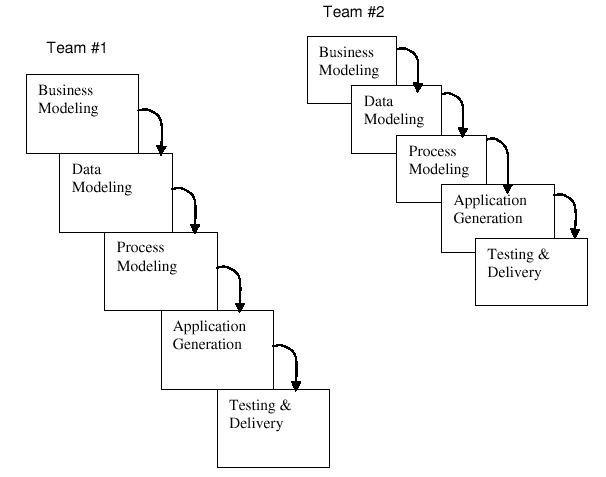 Team #1
Business
Modeling
Data
Modeling
Process
Modeling
Application
Generation
Testing &
Delivery
Team #2
Business
Modeling
Data
Modeling
Process
Modeling
Application
Generation
Testing &
Delivery